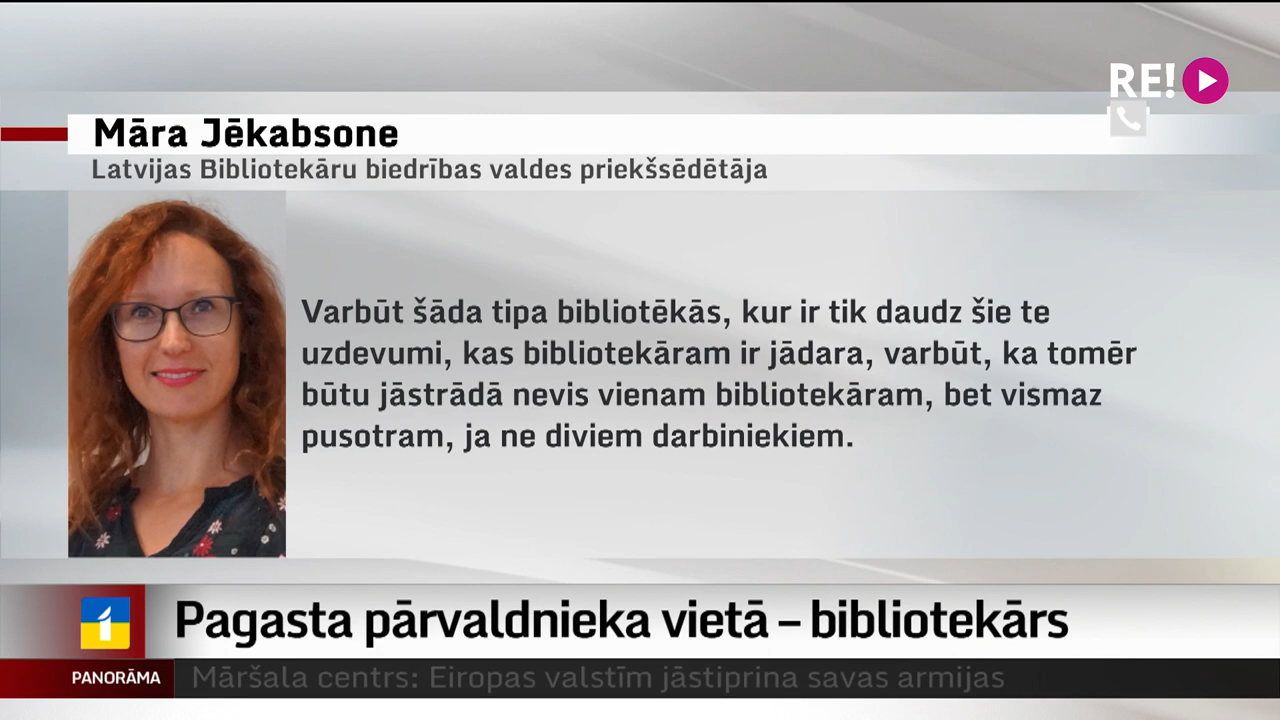 RE!
Māra Jēkabsone
Latvijas Bibliotekāru biedrības valdes priekšsēdētāja
Varbūt šāda tipa bibliotēkās, kur ir tik daudz šie te
uzdevumi, kas bibliotekāram ir jādara, varbūt, ka tomēr
būtu jāstrādā nevis vienam bibliotekāram, bet vismaz
pusotram, ja ne diviem darbiniekiem.
1
Pagasta pārvaldnieka vietā – bibliotekārs
PANORĀMA
Māršala centrs: Eiropas valstīm jāstiprina savas armijas